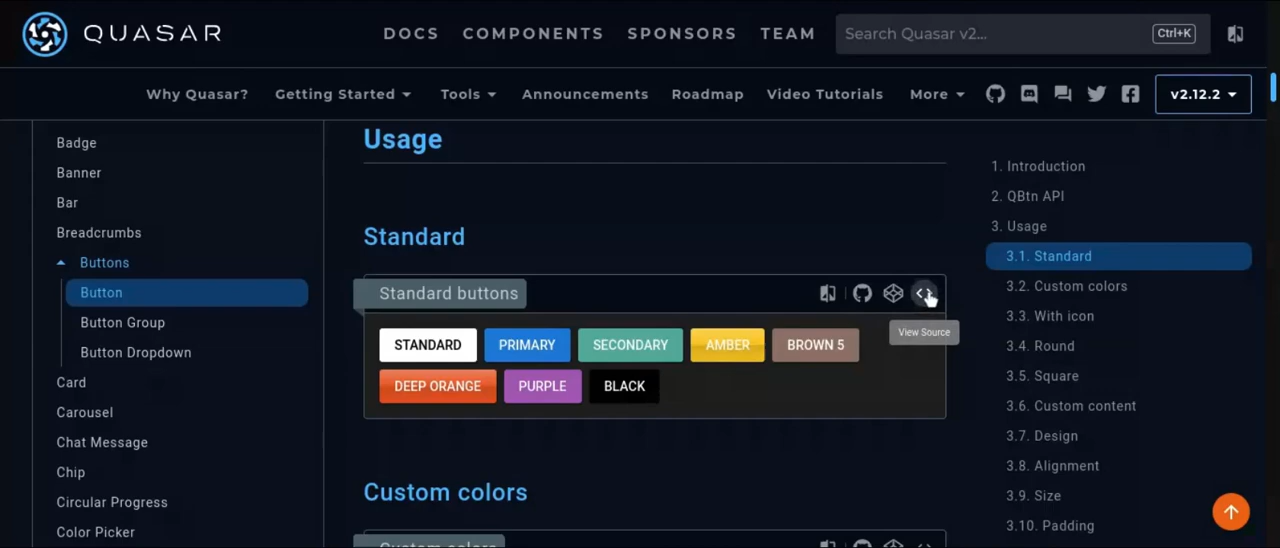 QUASAR
DOCS COMPONENTS SPONSORS TEAM
Search Quasar v2... Ctrl+K
Why Quasar? Getting Started Tools Announcements Roadmap Video Tutorials More v2.12.2
Badge
Banner
Bar
Breadcrumbs
Buttons
Button
Button Group
Button Dropdown
Card
Carousel
Chat Message
Chip
Circular Progress
Color Picker
Usage
Standard
Standard buttons
View Source
STANDARD PRIMARY SECONDARY AMBER BROWN 5
DEEP ORANGE PURPLE BLACK
Custom colors
Custom colors
1. Introduction
2. QBtn API
3. Usage
3.1. Standard
3.2. Custom colors
3.3. With icon
3.4. Round
3.5. Square
3.6. Custom content
3.7. Design
3.8. Alignment
3.9. Size
3.10. Padding